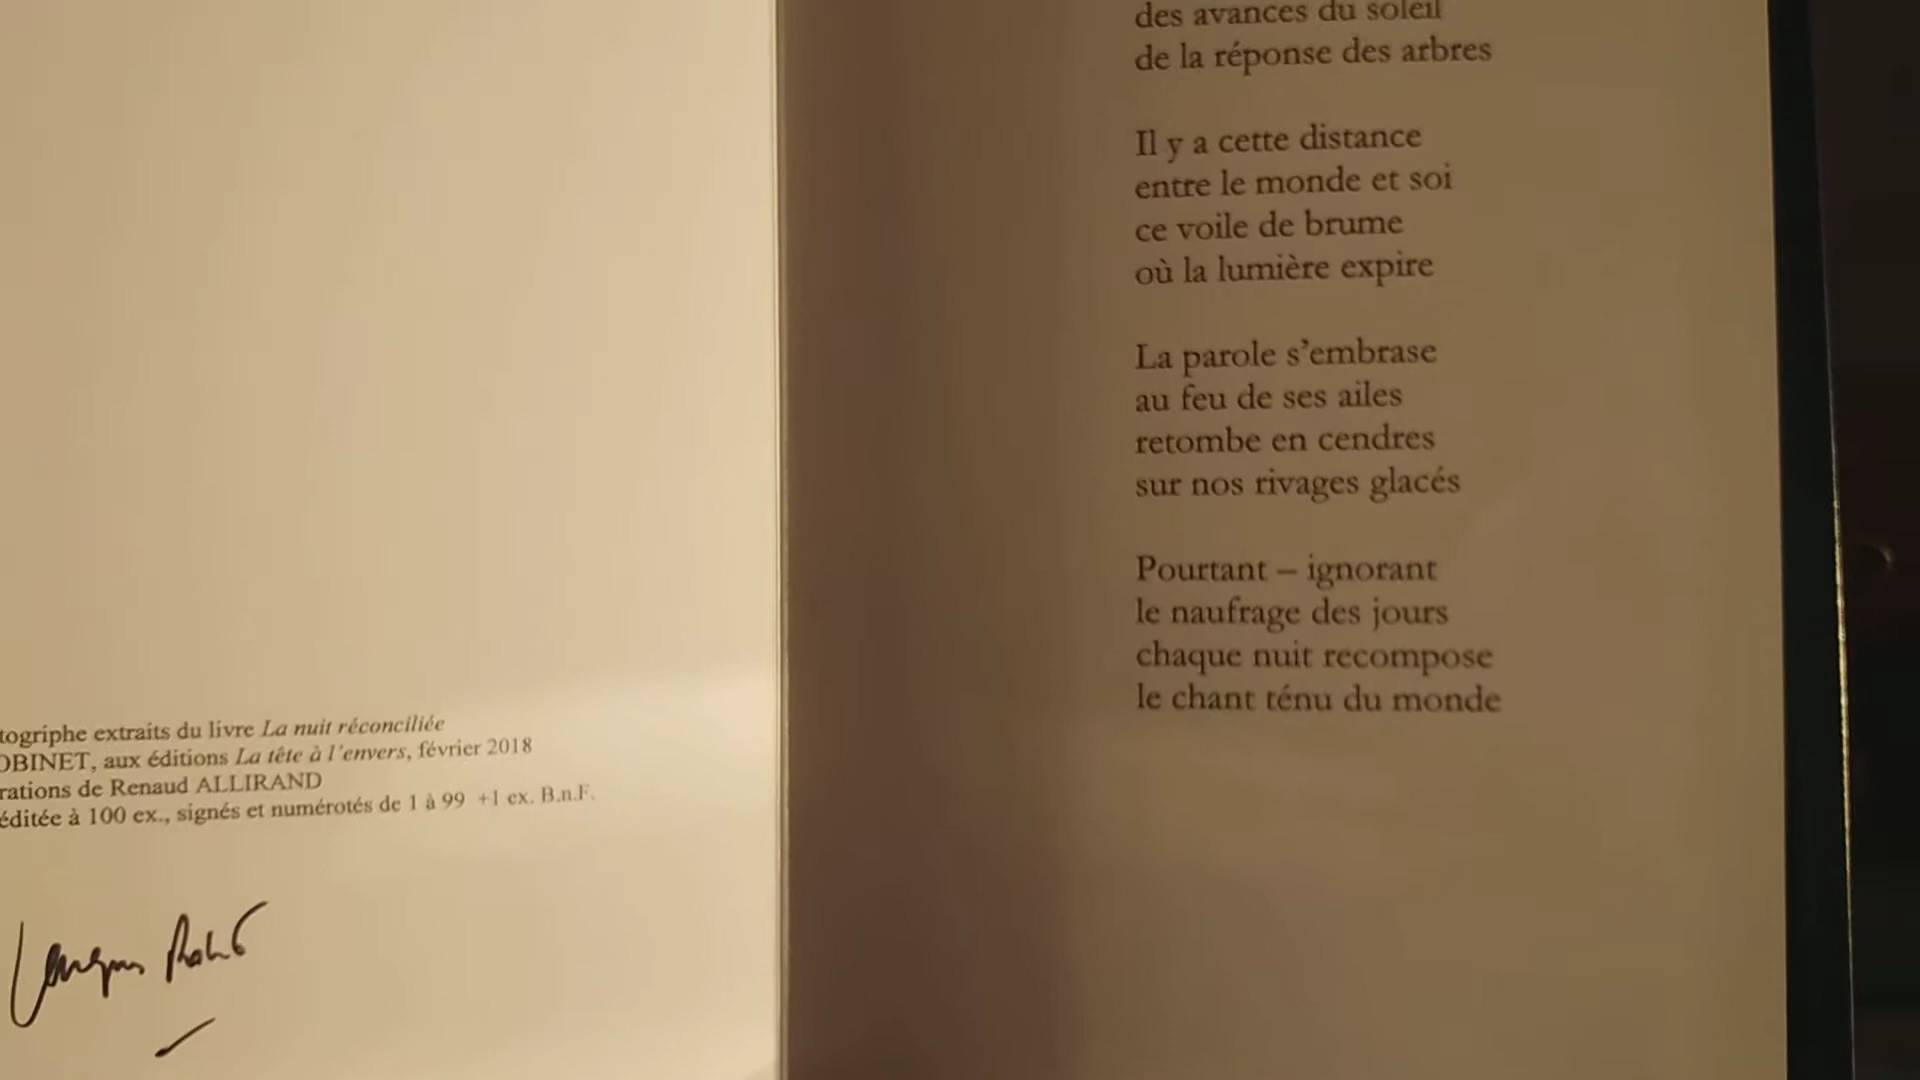 togriphe extraits du livre La nuit réconciliée
OBINET, aux éditions La tête à l'envers, février 2018
rations de Renaud ALLIRAND
éditée à 100 ex., signés et numérotés de 1 à 99 +1 ex. B.n.F.
des avances du soleil
de la réponse des arbres
Il y a cette distance
entre le monde et soi
ce voile de brume
où la lumière expire
La parole s'embrase
au feu de ses ailes
retombe en cendres
sur nos rivages glacés
Pourtant – ignorant
le naufrage des jours
chaque nuit recompose
le chant ténu du monde